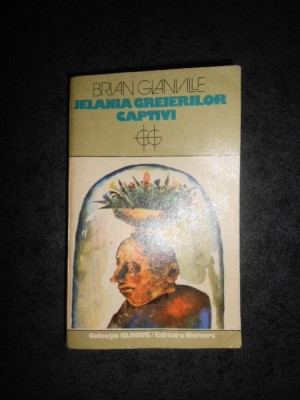 BRIAN GLANVILLE
JELANIA GREIERILOR
CAPTIVI
Colecția GLOBUS/Editura Univers